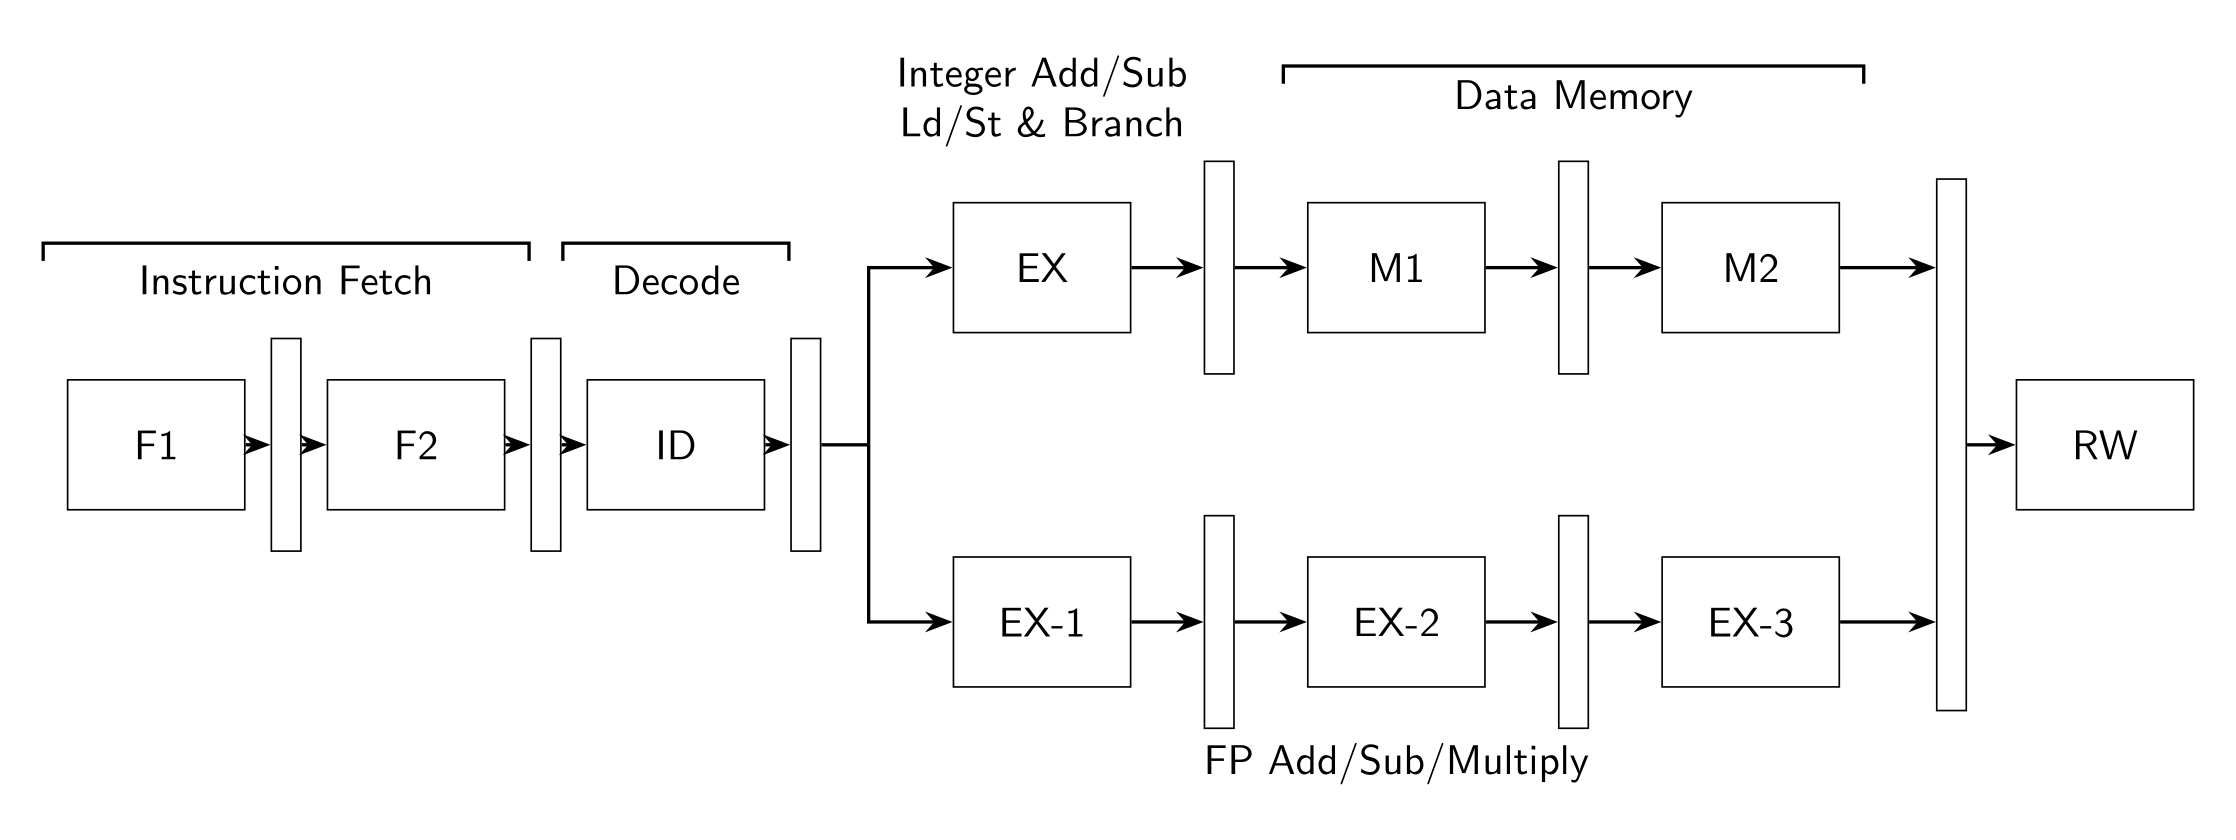 Integer Add/Sub
Ld/St & Branch
Data Memory
Instruction Fetch
Decode
EX
M1
M2
F1
F2
ID
RW
EX-1
EX-2
EX-3
FP Add/Sub/Multiply